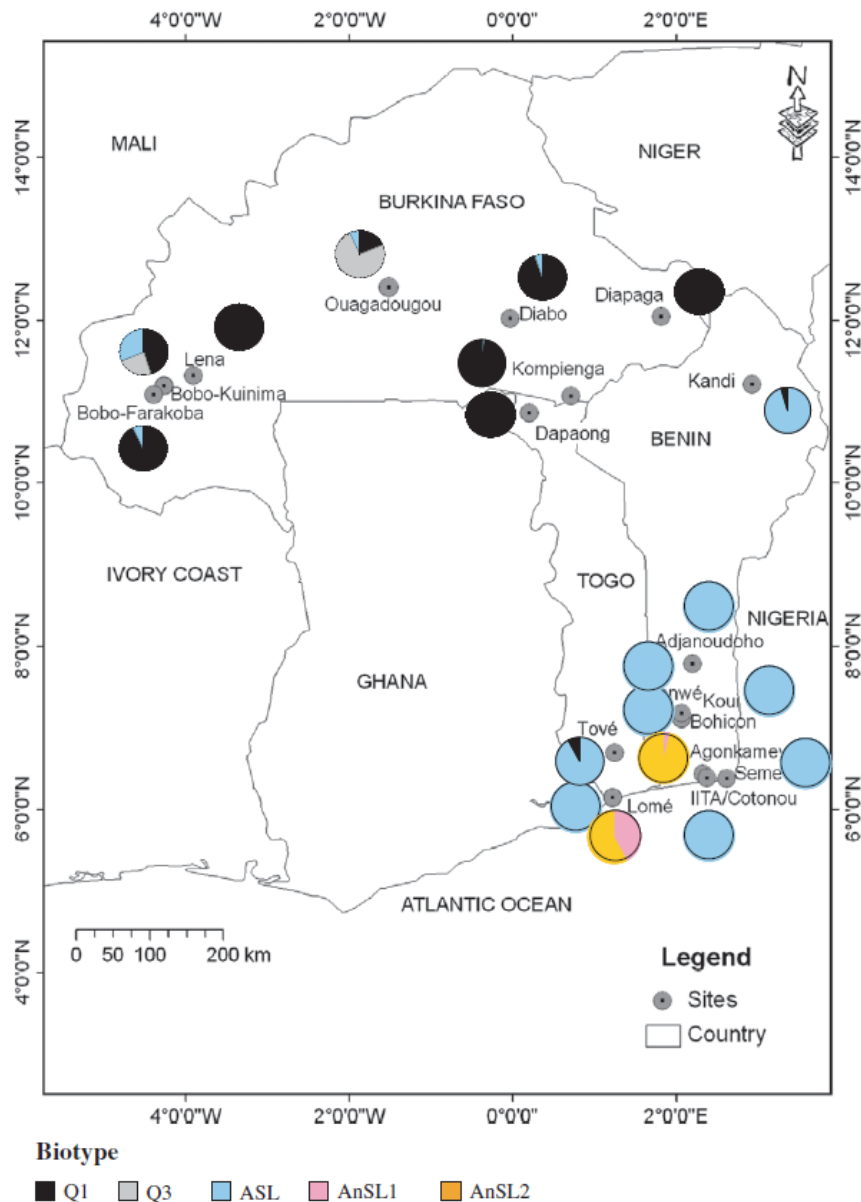 4°0'0"W 2°0'0"W 0°0'0" 2°0'0"E
N
14°0'0"N 14°0'0"N
MALI
NIGER
BURKINA FASO
Ouagadougou
12°0'0"N 12°0'0"N
Diabo
Diapaga
Lena
Bobo-Kuinima
Bobo-Farakoba
Kompienga
Dapaong
Kandi
BENIN
10°0'0"N 10°0'0"N
IVORY COAST
TOGO
NIGERIA
8°0'0"N 8°0'0"N
Adjanoudoho
GHANA
nwé
Koui
Bohicon
Tové
Agonkamey
Seme
IITA/Cotonou
Lomé
6°0'0"N 6°0'0"N
ATLANTIC OCEAN
0 50 100 200 km
4°0'0"N 4°0'0"N
Legend
Sites
Country
4°0'0"W 2°0'0"W 0°0'0" 2°0'0"E
Biotype
Q1 Q3 ASL AnSL1 AnSL2